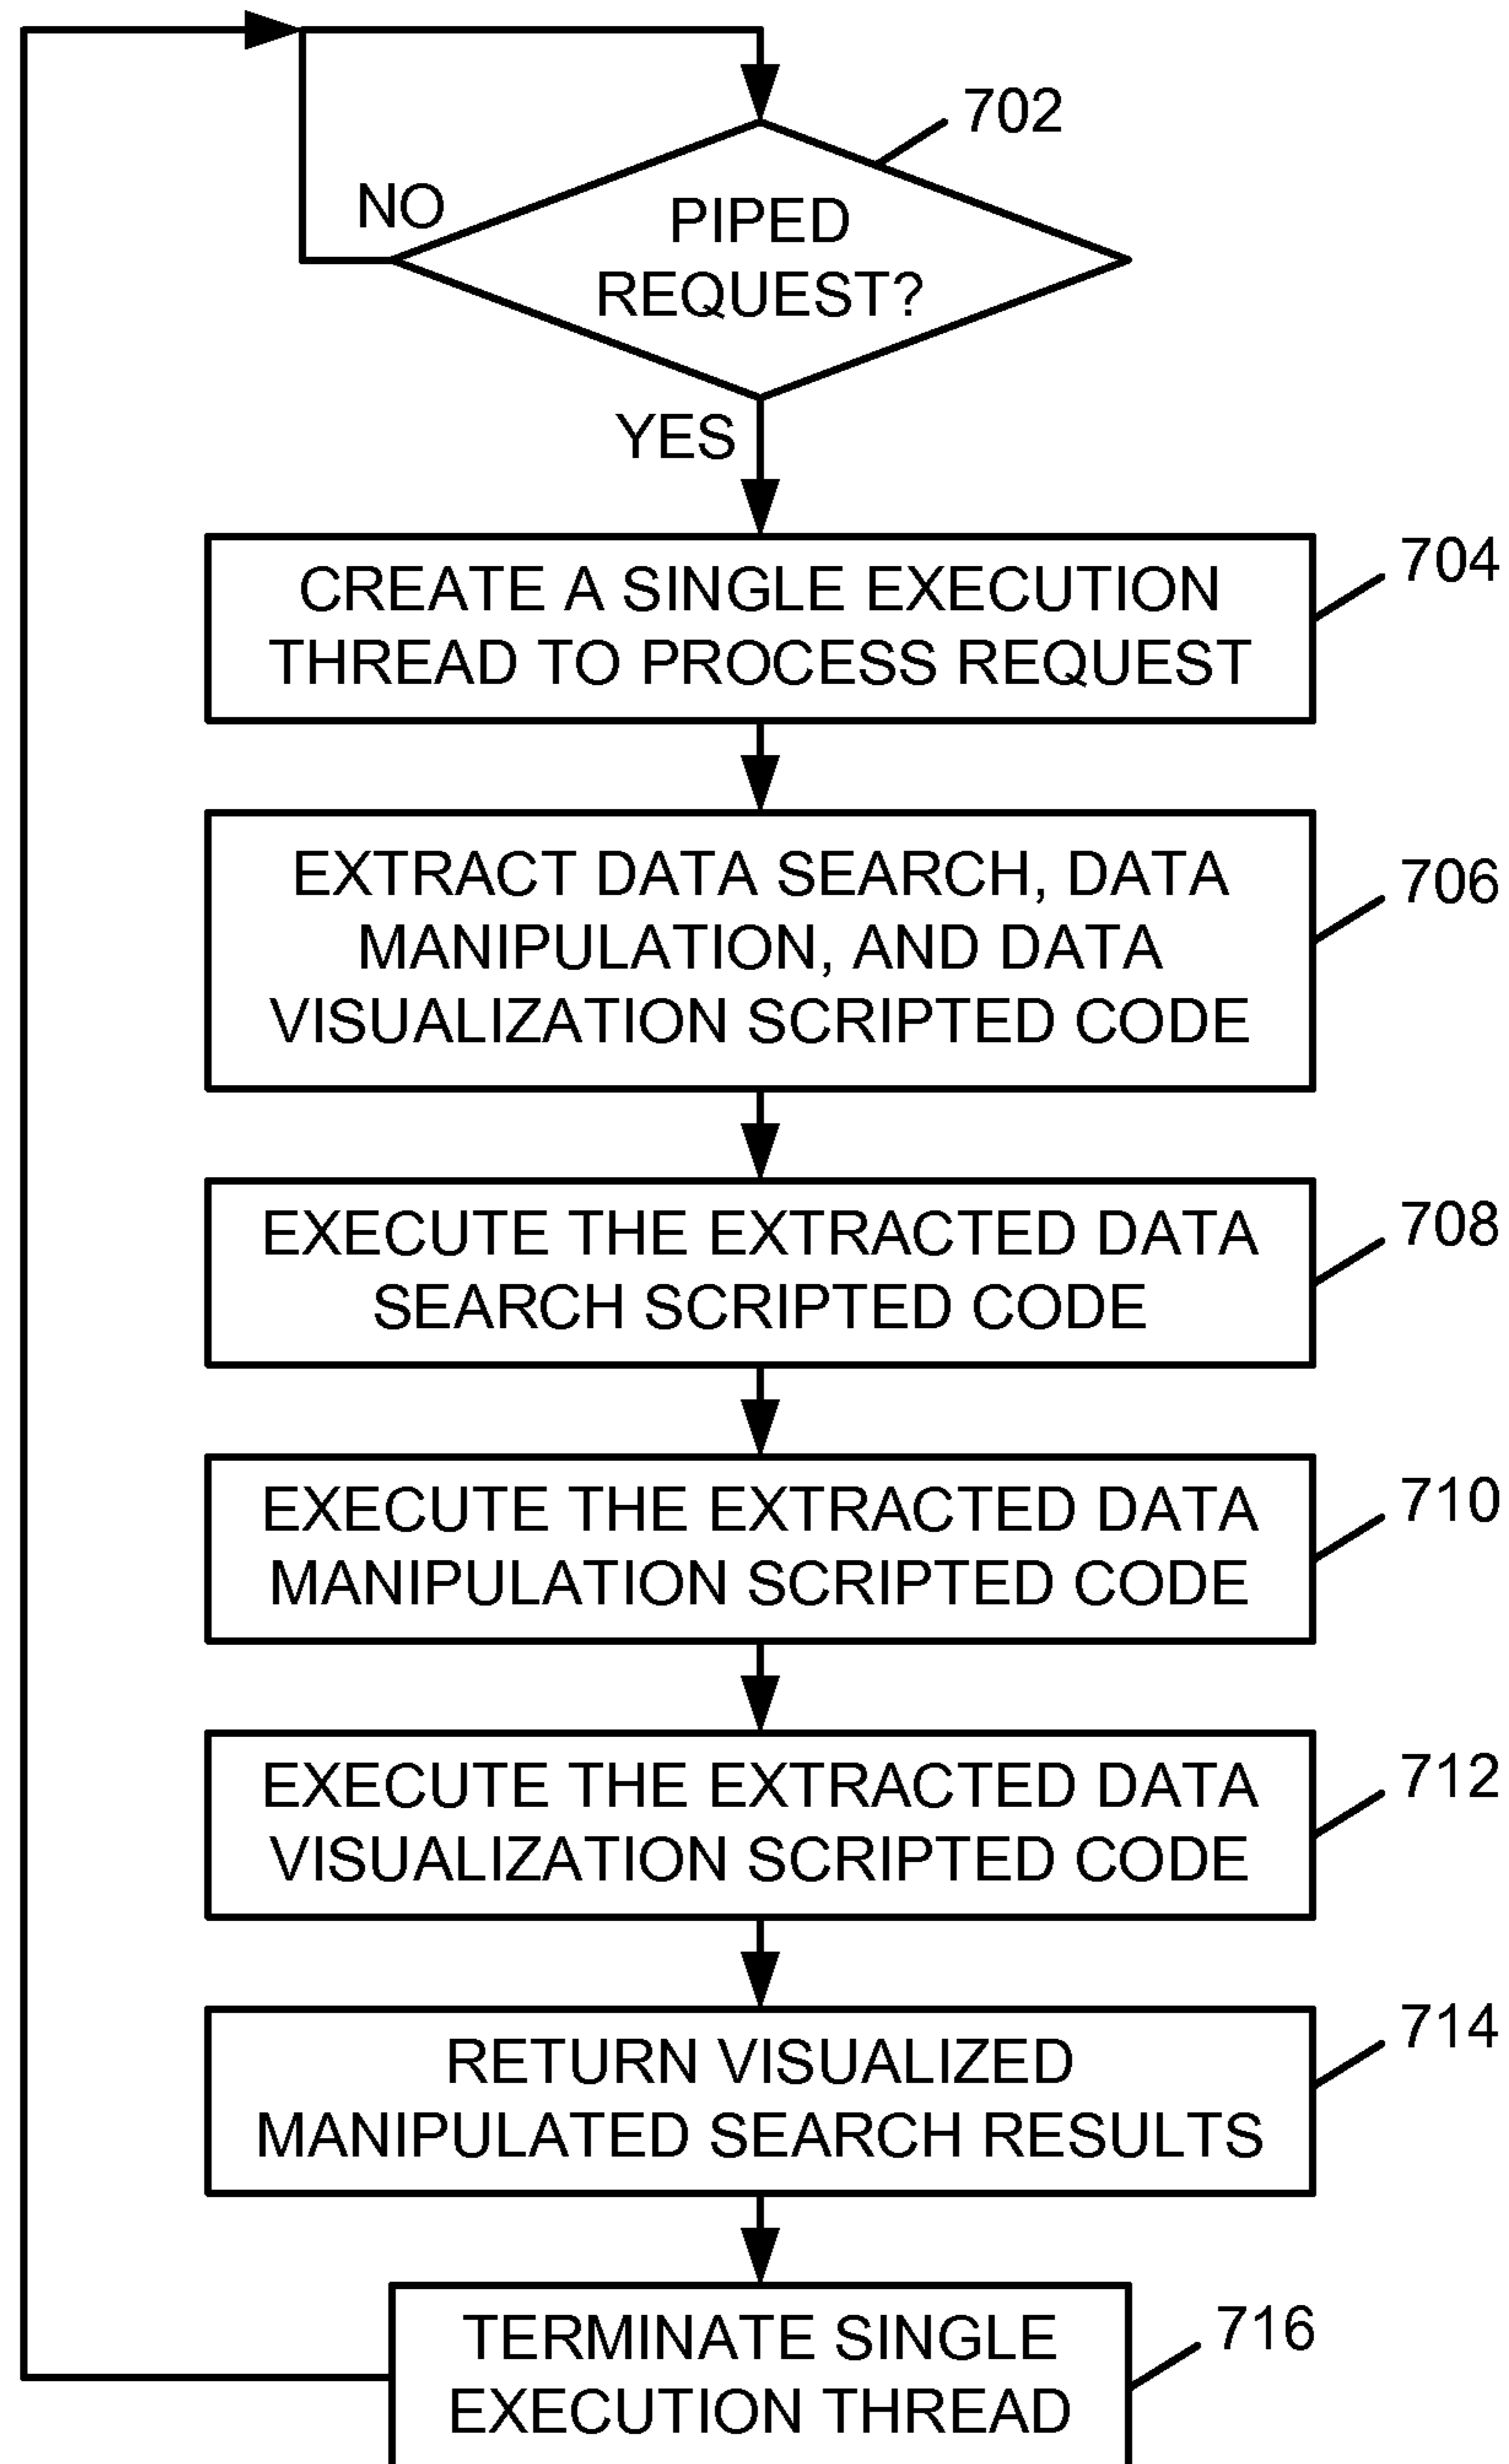 702
NO
PIPED
REQUEST?
YES
704
CREATE A SINGLE EXECUTION
THREAD TO PROCESS REQUEST
706
EXTRACT DATA SEARCH, DATA
MANIPULATION, AND DATA
VISUALIZATION SCRIPTED CODE
708
EXECUTE THE EXTRACTED DATA
SEARCH SCRIPTED CODE
710
EXECUTE THE EXTRACTED DATA
MANIPULATION SCRIPTED CODE
712
EXECUTE THE EXTRACTED DATA
VISUALIZATION SCRIPTED CODE
714
RETURN VISUALIZED
MANIPULATED SEARCH RESULTS
716
TERMINATE SINGLE
EXECUTION THREAD